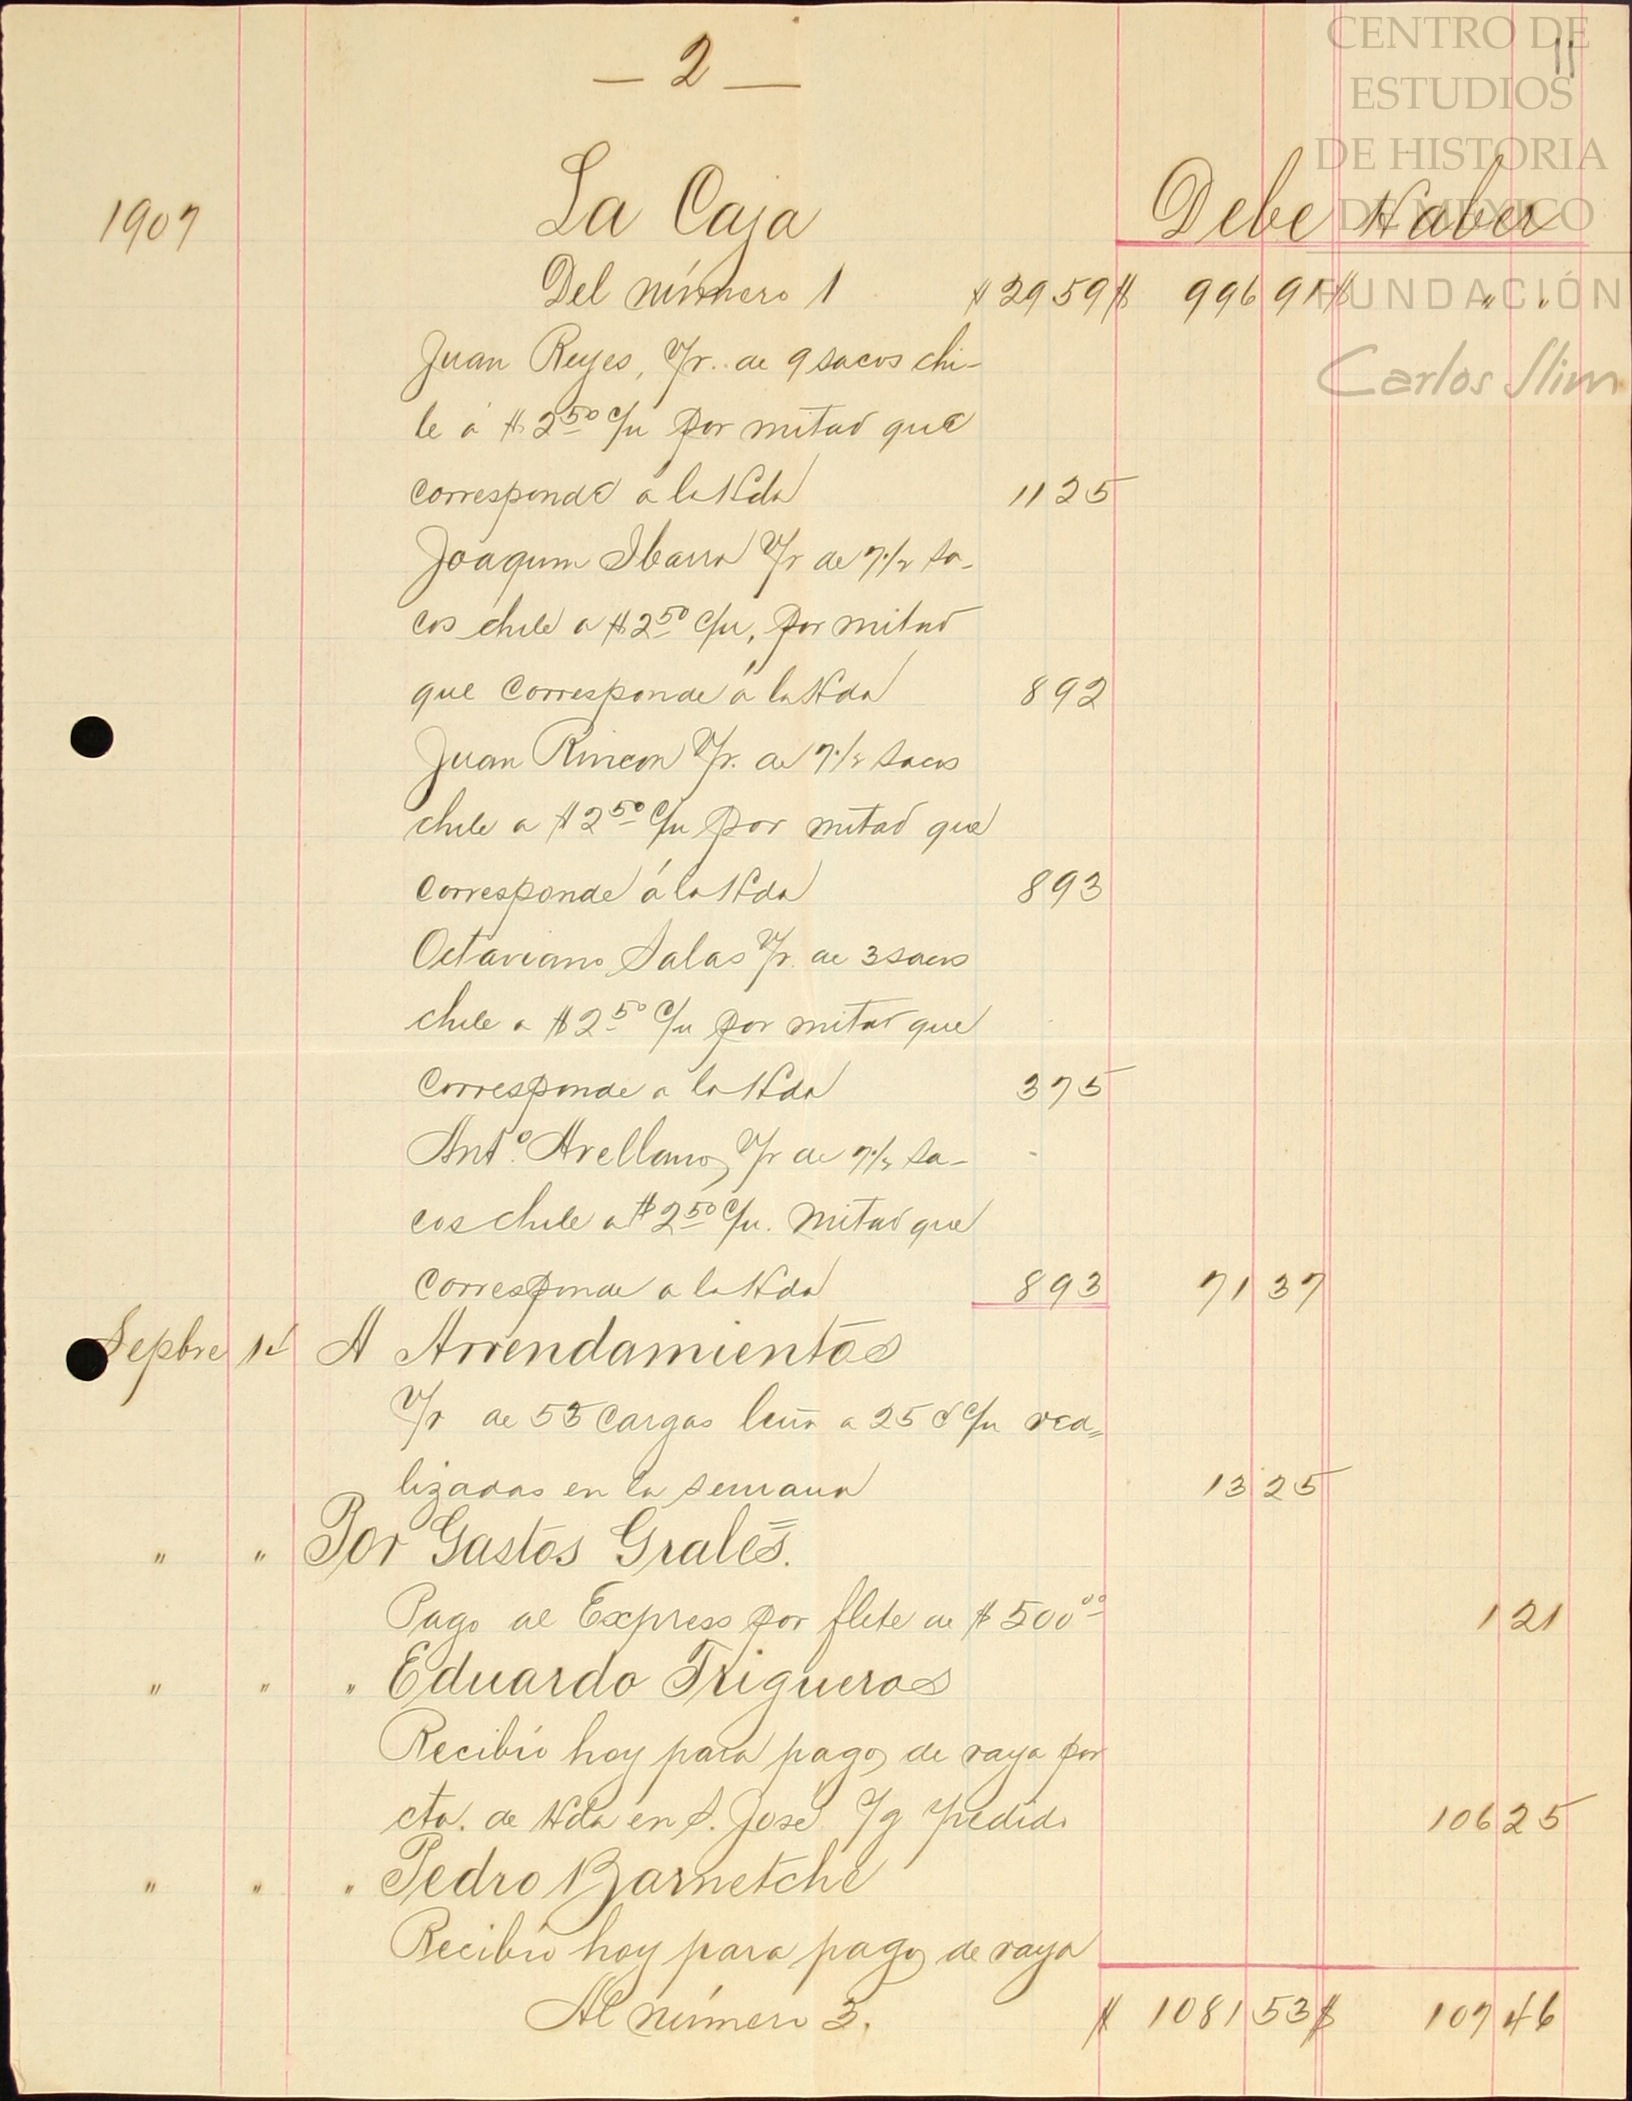 CENTRO DE
ESTUDIOS
DE HISTORIA
DE MÉXICO
FUNDACIÓN
Carlos Slim
11
— 2 —
1907 La Caja Debe Haber
Del número 1 $ 29 59 $ 996 91 $ " "
Juan Reyes, V/r. de 9 sacos chi-
le á $ 2 50 c/u por mitad que
corresponde á la Hda 11 25
Joaquin Ibarra V/r de 7 1/2 sa-
cos chile a $ 2 50 c/u, por mitad
que corresponde á la Hda 8 92
Juan Rincon V/r. de 7 1/2 sacos
chile a $ 2 50 c/u por mitad que
corresponde á la Hda 8 93
Octaviano Salas V/r. de 3 sacos
chile a $ 2 50 c/u por mitad que
corresponde a la Hda 3 75
Antº. Arellano, V/r de 7 1/2 sa-
cos chile a $ 2 50 c/u. mitad que
corresponde a la Hda 8 93 71 37
Sepbre 1º A Arrendamientos
V/r de 53 cargas leña a 25 ¢ c/u rea=
lizadas en la semana 13 25
" " Por Gastos Grales.
Pago al Express por flete de $ 500 00 1 21
" " " Eduardo Trigueros
Recibió hoy para pago de raya por
cta. de Hda en S. José pedido 106 25
" " " Pedro Barnetche
Recibió hoy para pago de raya
Al número 3. $ 1081 53 $ 107 46